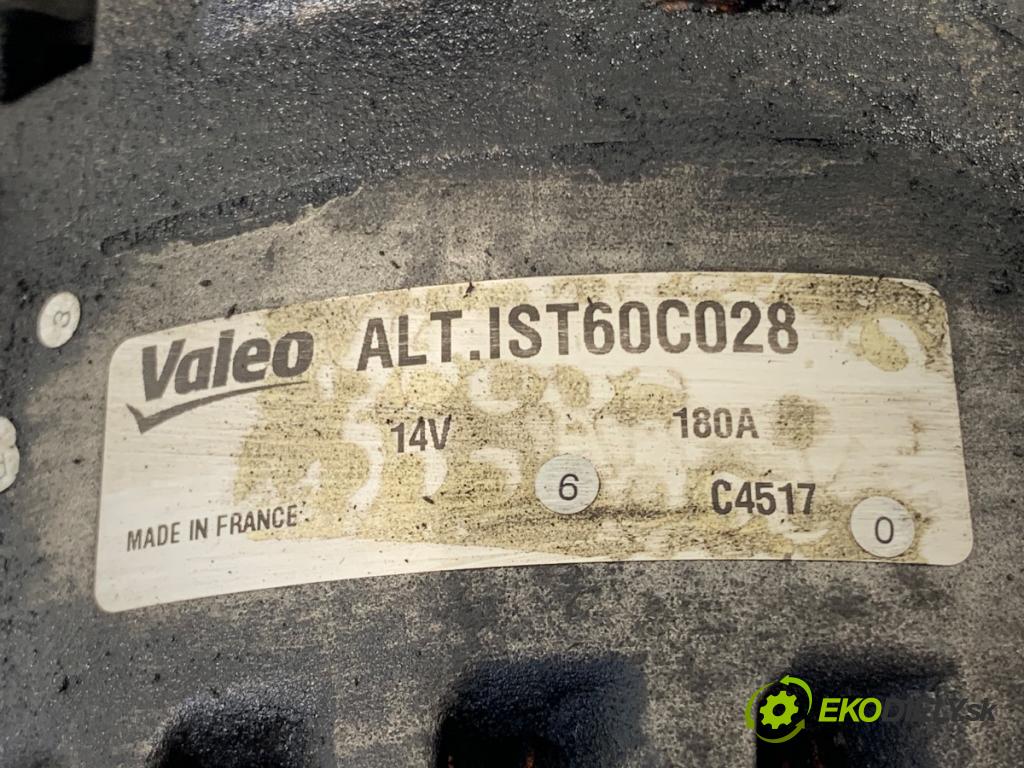 3
Valeo ALT.IST60C028
14V 180A
6 C4517
MADE IN FRANCE
0
EKODIELY.sk